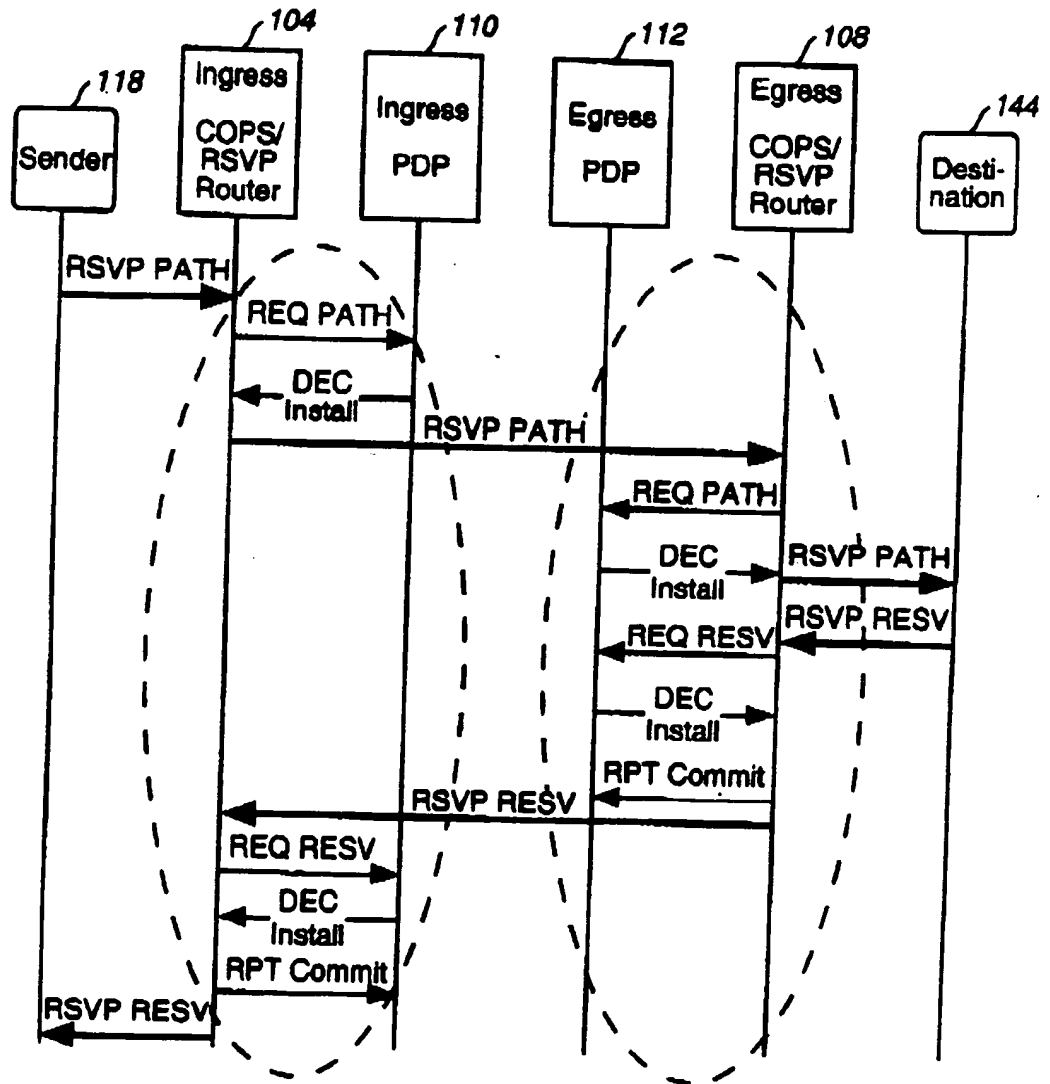 118
Sender
104
Ingress
COPS/
RSVP
Router
110
Ingress
PDP
112
Egress
PDP
108
Egress
COPS/
RSVP
Router
144
Desti-
nation
RSVP PATH
REQ PATH
DEC
Install
RSVP PATH
REQ PATH
DEC
Install
RSVP PATH
RSVP RESV
REQ RESV
DEC
Install
RPT Commit
RSVP RESV
REQ RESV
DEC
Install
RPT Commit
RSVP RESV